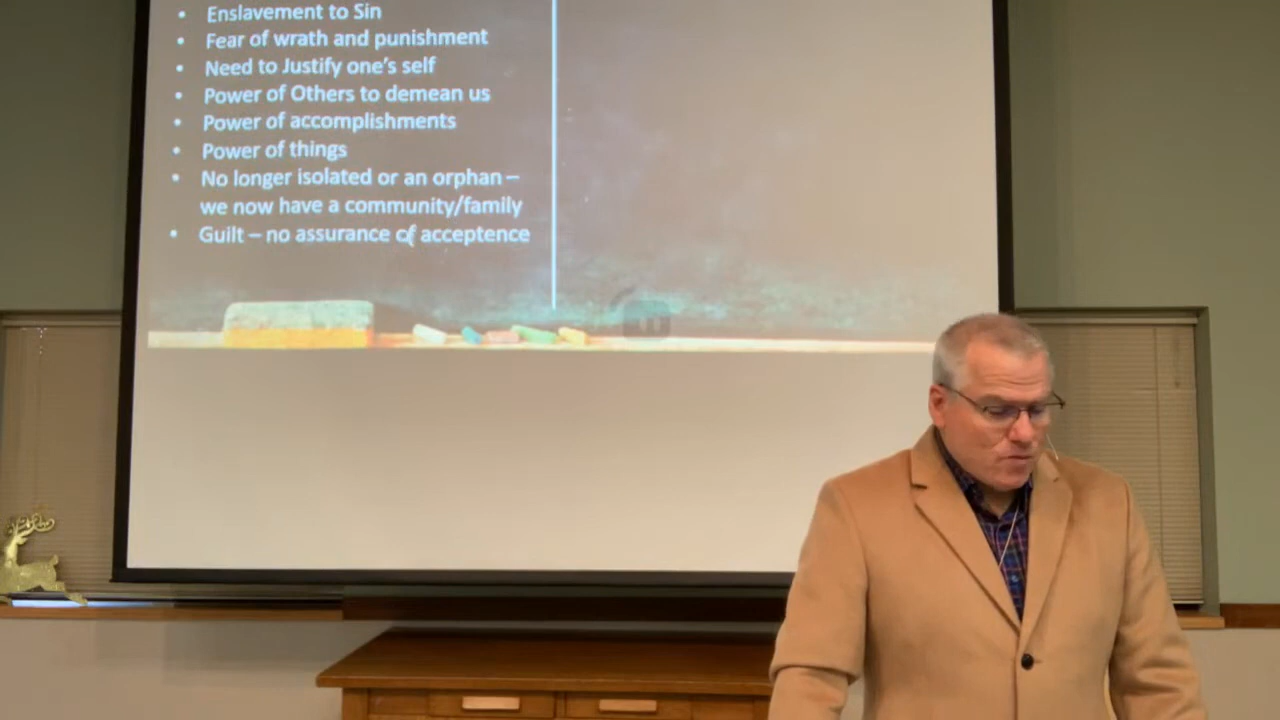 • Enslavement to Sin
• Fear of wrath and punishment
• Need to Justify one's self
• Power of Others to demean us
• Power of accomplishments
• Power of things
• No longer isolated or an orphan –
we now have a community/family
• Guilt – no assurance of acceptence